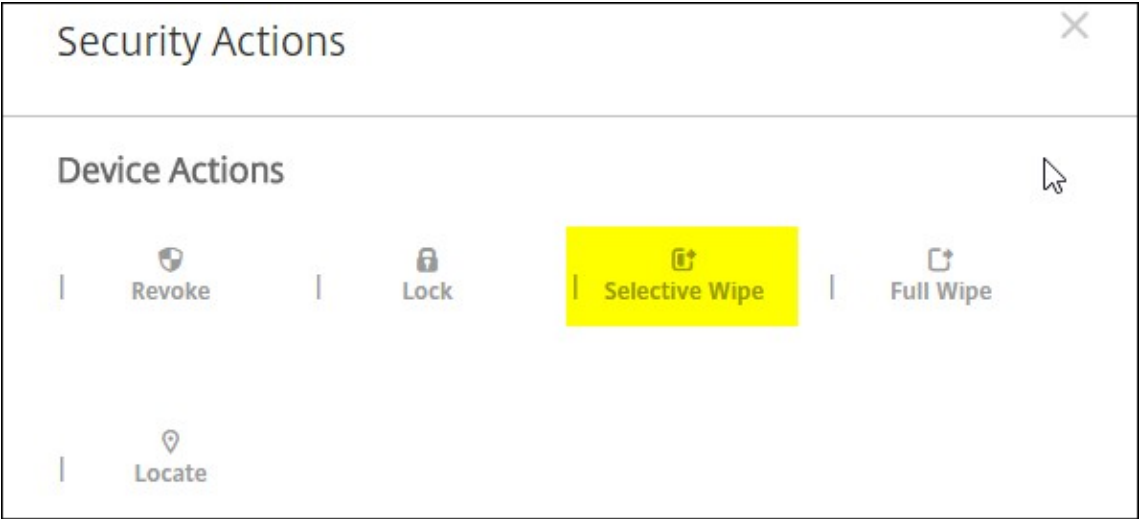 Security Actions
Device Actions
Revoke
Lock
Selective Wipe
Full Wipe
Locate